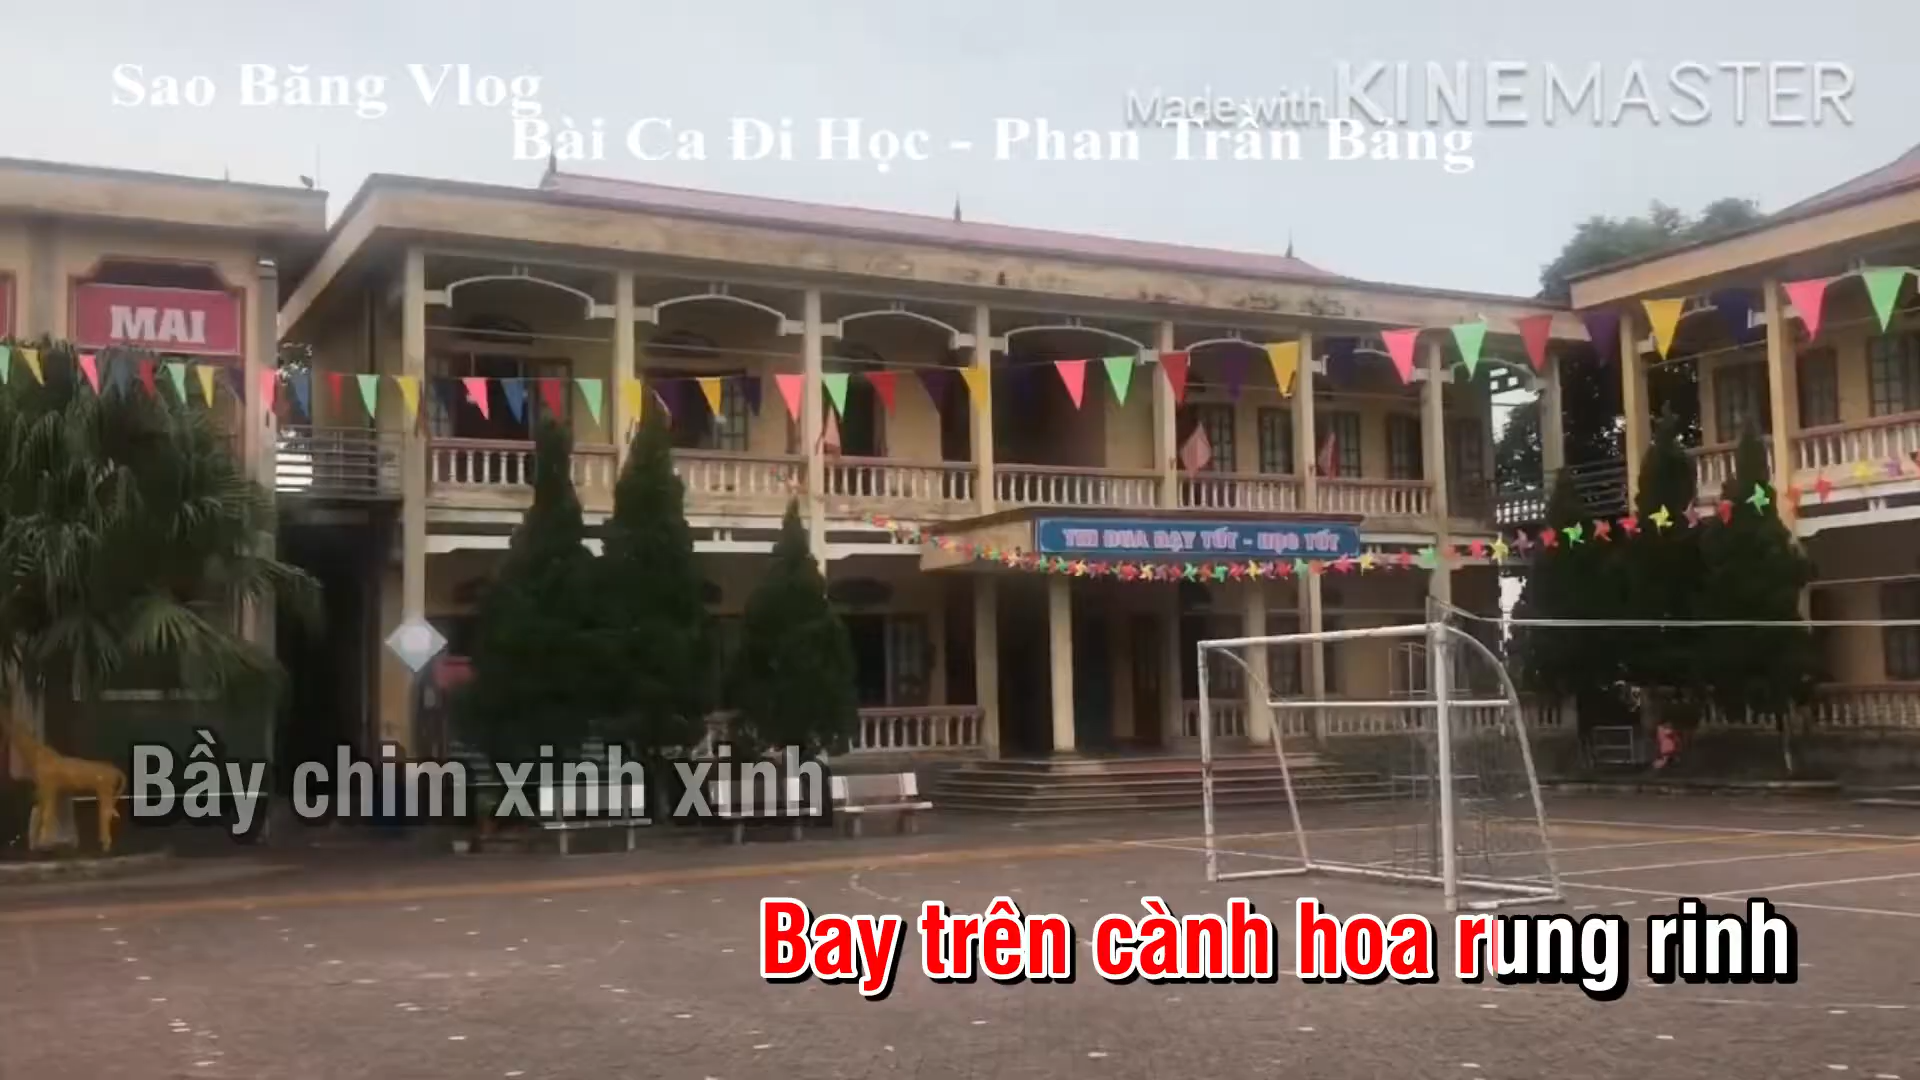 Sao Băng Vlog
Made with KINEMASTER
Bài Ca Đi Học - Phan Trần Bảng
MAI
THI ĐUA DẠY TỐT - HỌC TỐT
Bầy chim xinh xinh
Bay trên cành hoa rung rinh